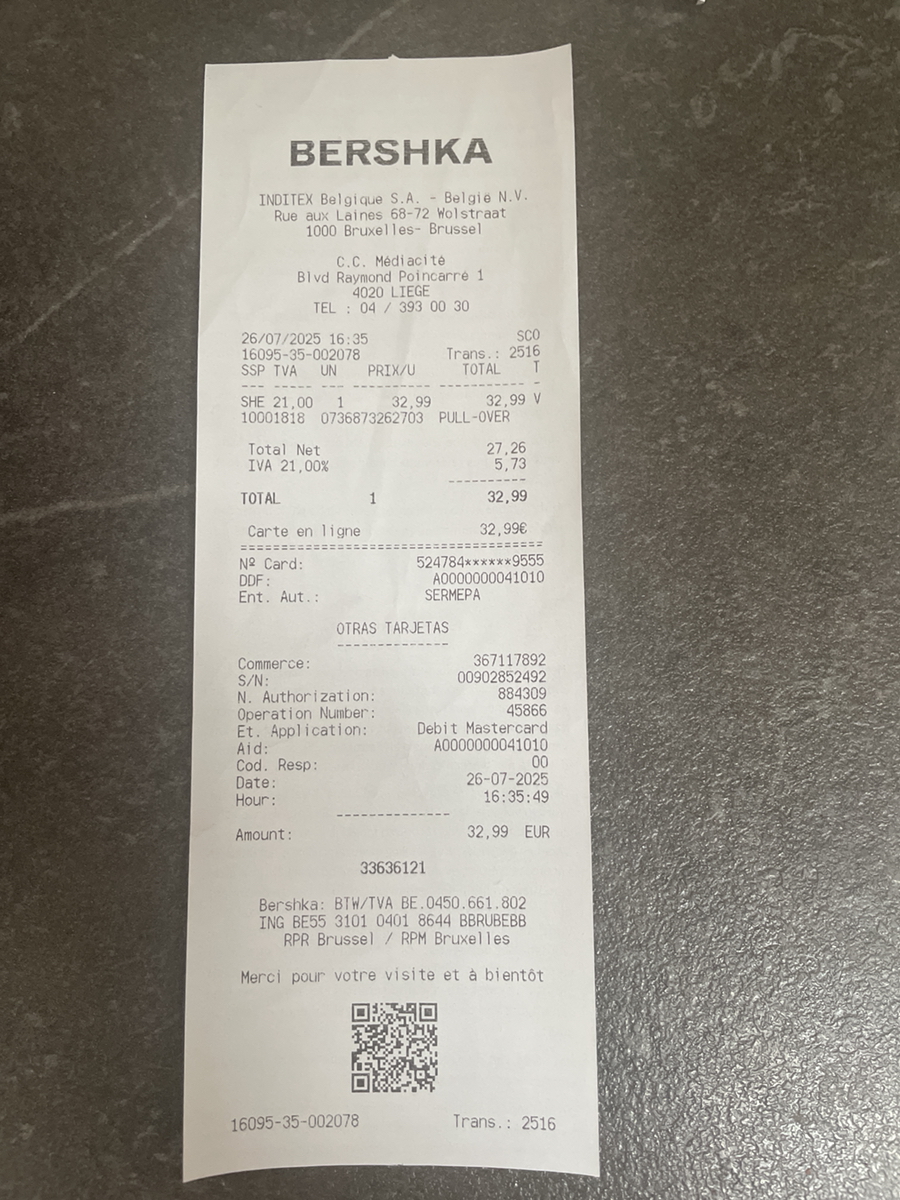 BERSHKA
INDITEX Belgique S.A. - België N.V.
Rue aux Laines 68-72 Wolstraat
1000 Bruxelles- Brussel
C.C. Médiacité
Blvd Raymond Poincarré 1
4020 LIEGE
TEL : 04 / 393 00 30
26/07/2025 16:35 SCO
16095-35-002078 Trans.: 2516
SSP TVA UN PRIX/U TOTAL T
--- ----- --- ---------- ----------- -
SHE 21,00 1 32,99 32,99 V
10001818 0736873262703 PULL-OVER
Total Net 27,26
IVA 21,00% 5,73
----------
TOTAL 1 32,99
Carte en ligne 32,99€
========================================
Nº Card: 524784******9555
DDF: A0000000041010
Ent. Aut.: SERMEPA
OTRAS TARJETAS
--------------
Commerce: 367117892
S/N: 00902852492
N. Authorization: 884309
Operation Number: 45866
Et. Application: Debit Mastercard
Aid: A0000000041010
Cod. Resp: 00
Date: 26-07-2025
Hour: 16:35:49
--------------
Amount: 32,99 EUR
33636121
Bershka: BTW/TVA BE.0450.661.802
ING BE55 3101 0401 8644 BBRUBEBB
RPR Brussel / RPM Bruxelles
Merci pour votre visite et à bientôt
16095-35-002078 Trans.: 2516